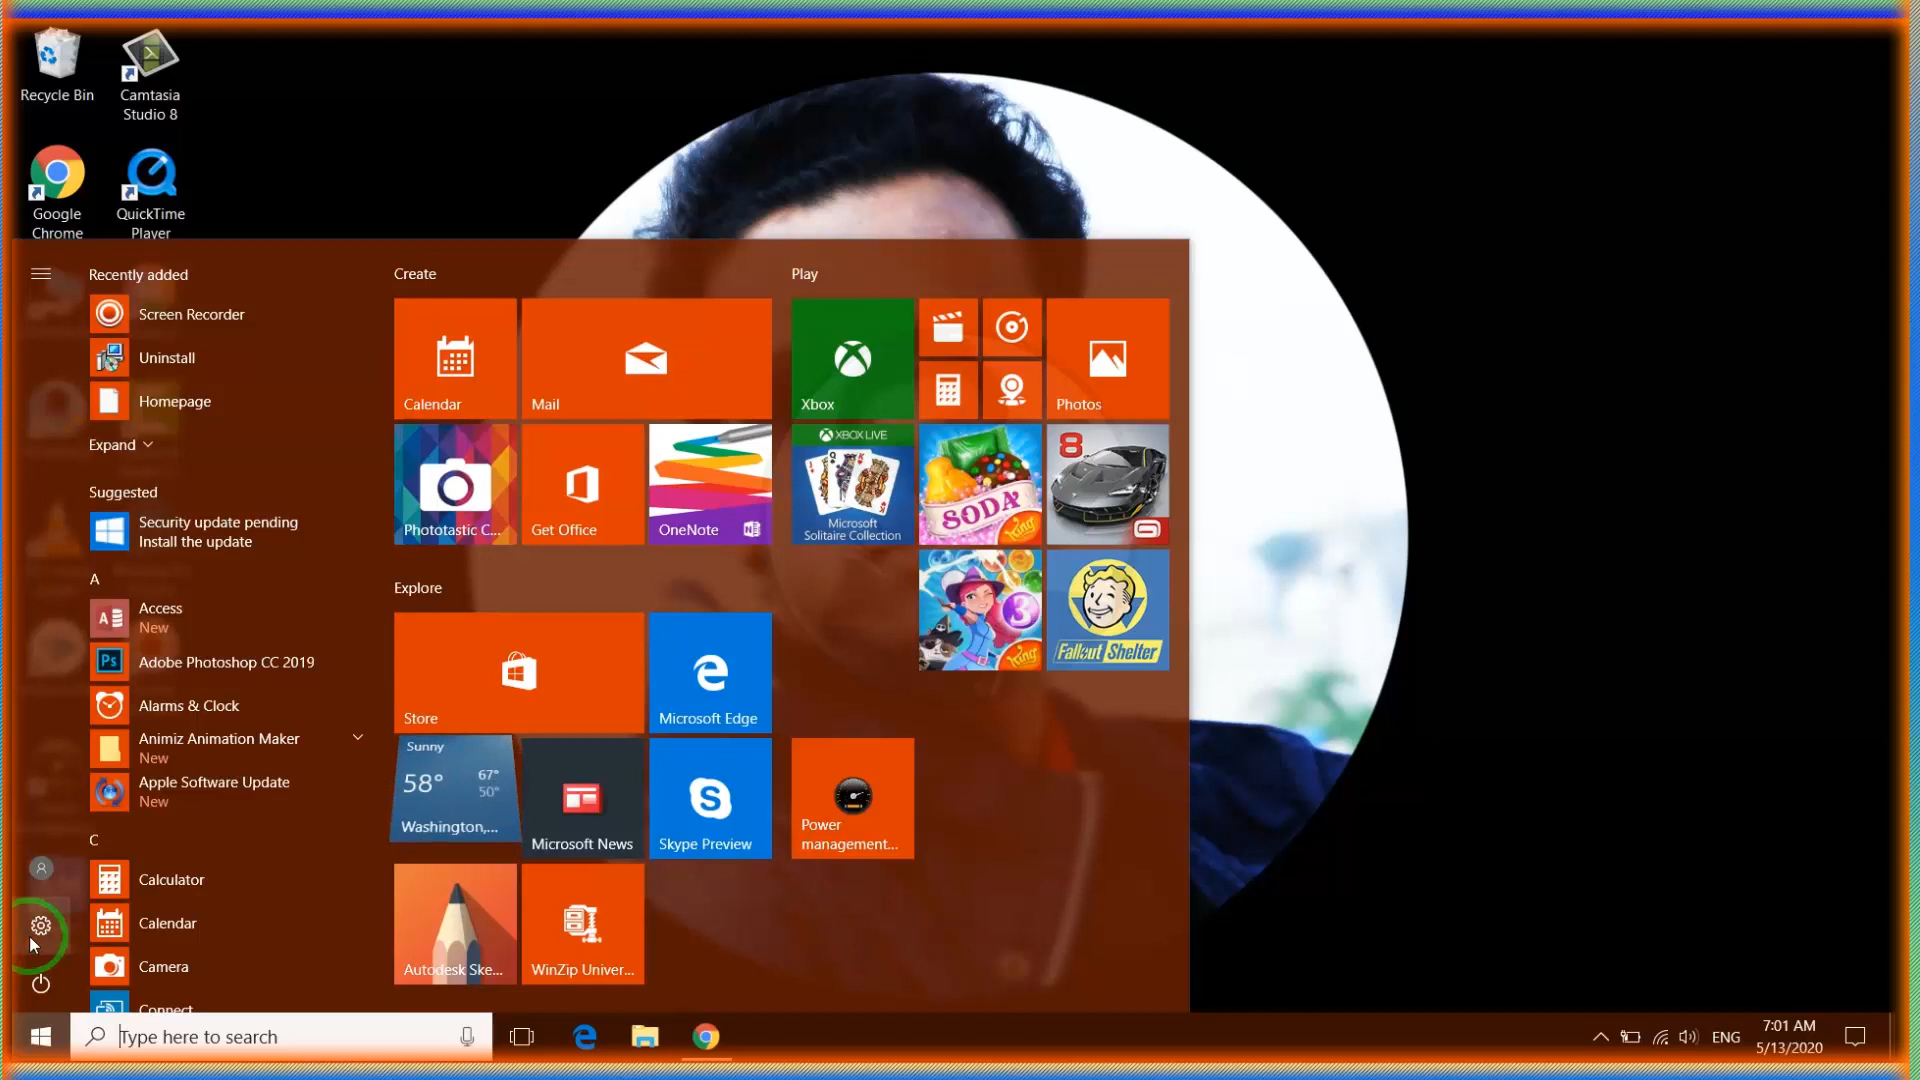 Recycle Bin
Camtasia
Studio 8
Google
Chrome
QuickTime
Player
Recently added
Screen Recorder
Uninstall
Homepage
Expand
Suggested
Security update pending
Install the update
A
Access
New
Adobe Photoshop CC 2019
Alarms & Clock
Animiz Animation Maker
New
Apple Software Update
New
C
Calculator
Calendar
Camera
Connect
Create
Calendar
Mail
Phototastic C...
Get Office
OneNote
Explore
Store
Microsoft Edge
Sunny
58°
67°
50°
Washington,...
Microsoft News
Skype Preview
Autodesk Ske...
WinZip Univer...
Play
Xbox
Photos
XBOX LIVE
Microsoft
Solitaire Collection
SODA
King
8
3
King
Fallout Shelter
Power
management...
Type here to search
ENG
7:01 AM
5/13/2020